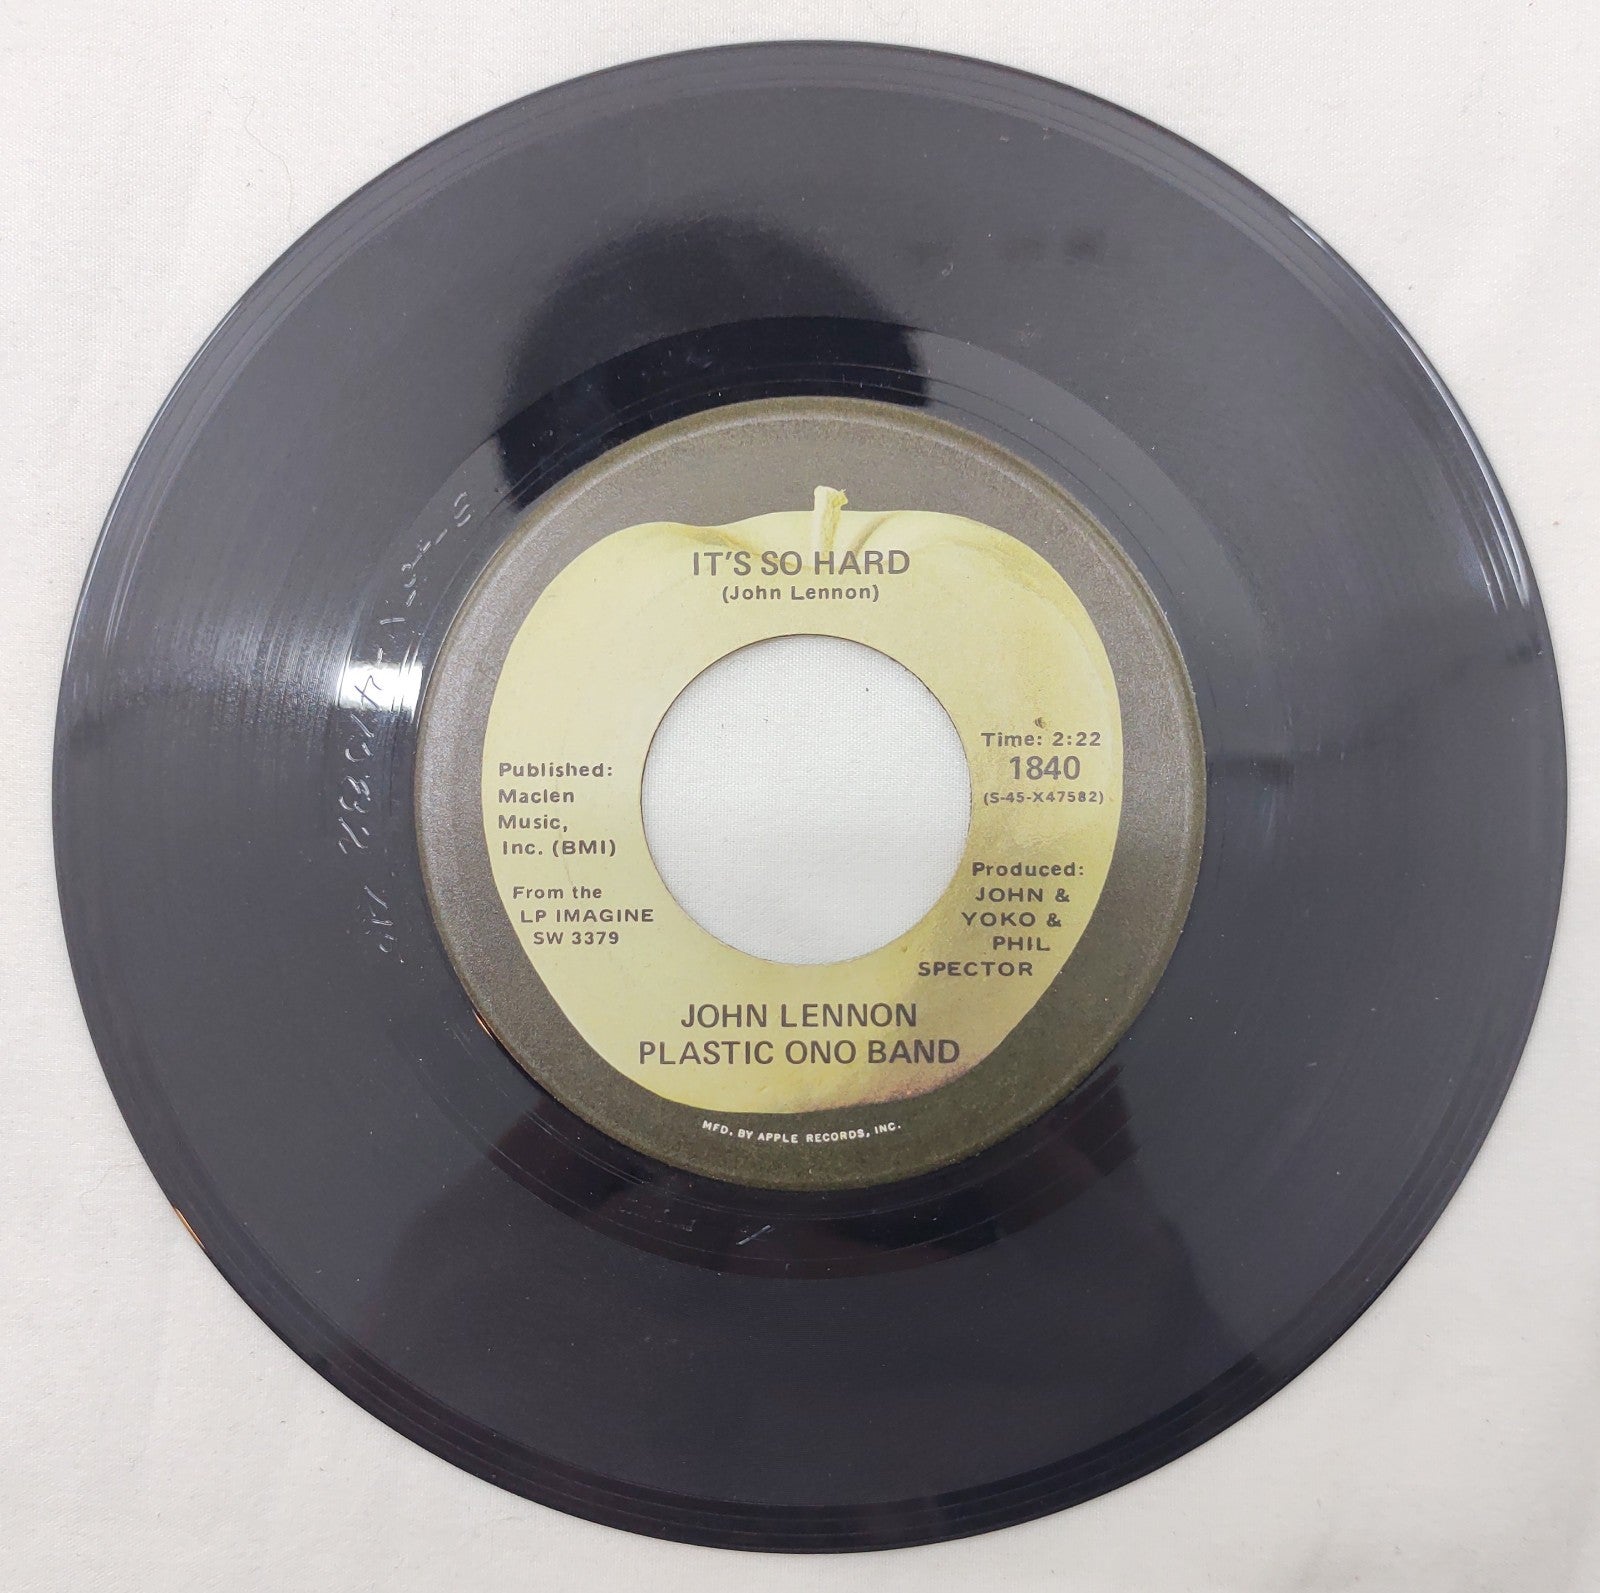 IT'S SO HARD
(John Lennon)
Time: 2:22
1840
(S-45-X47582)
Published:
Maclen
Music,
Inc. (BMI)
From the
LP IMAGINE
SW 3379
Produced:
JOHN &
YOKO &
PHIL
SPECTOR
JOHN LENNON
PLASTIC ONO BAND
MFD. BY APPLE RECORDS, INC.